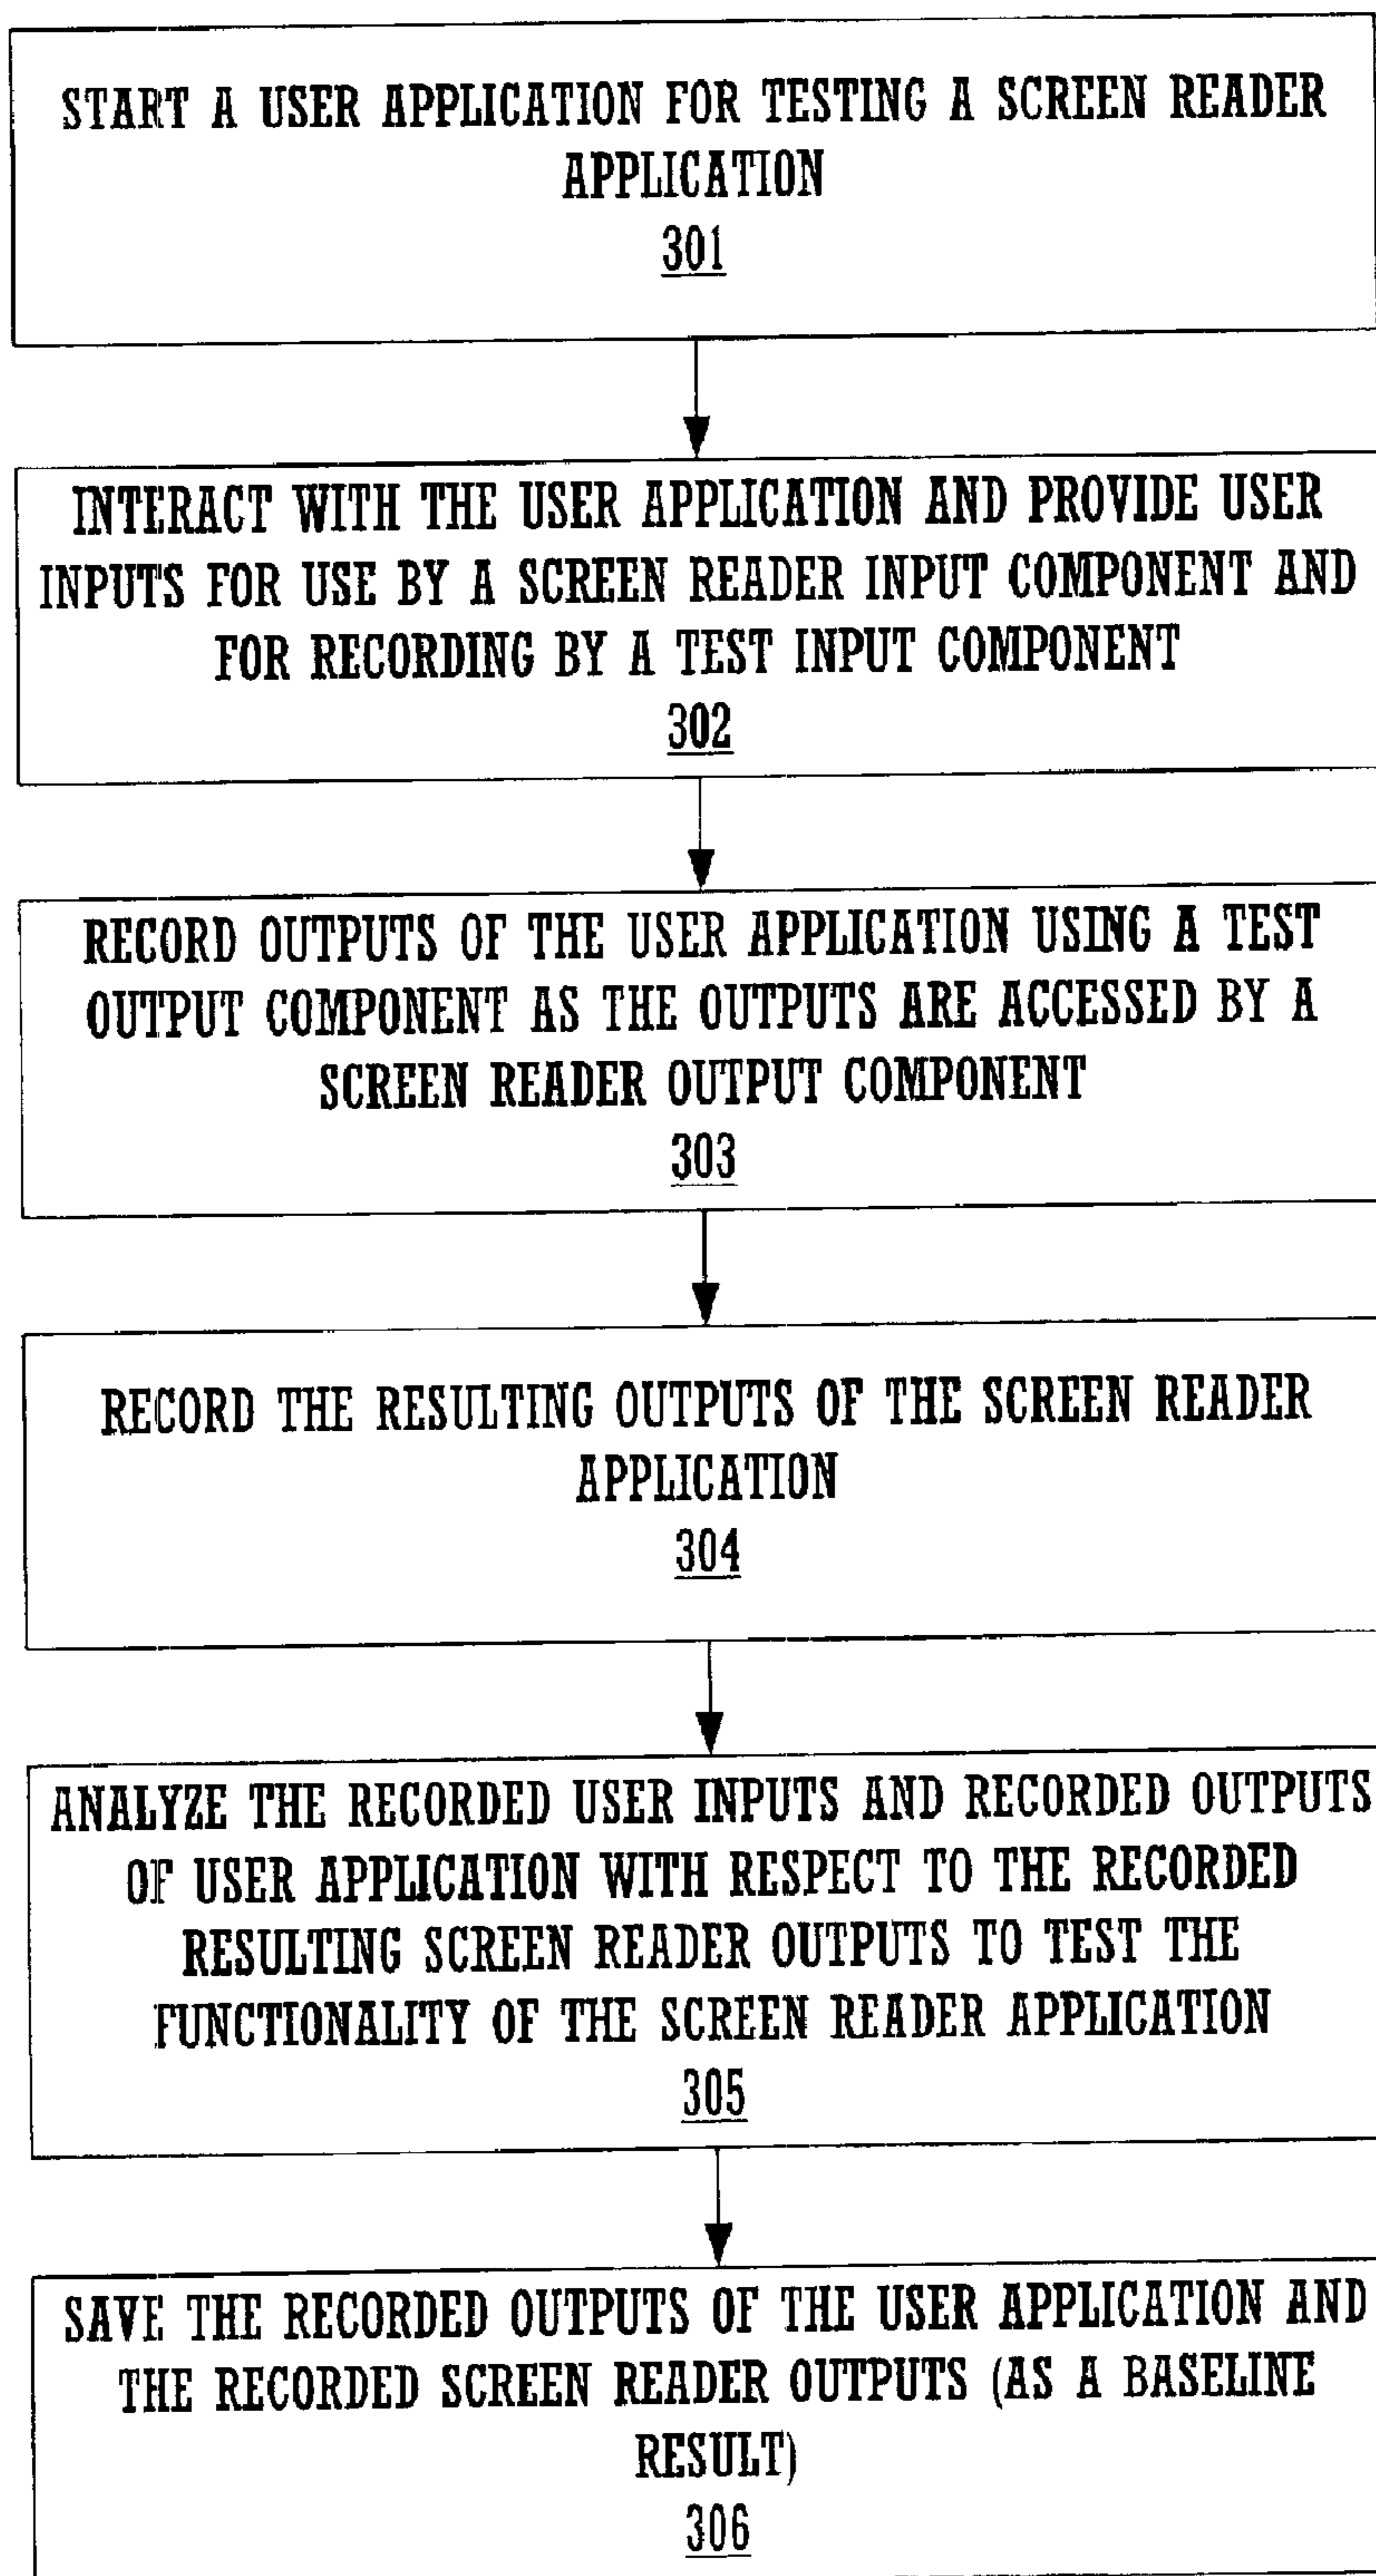 START A USER APPLICATION FOR TESTING A SCREEN READER
APPLICATION
301
INTERACT WITH THE USER APPLICATION AND PROVIDE USER
INPUTS FOR USE BY A SCREEN READER INPUT COMPONENT AND
FOR RECORDING BY A TEST INPUT COMPONENT
302
RECORD OUTPUTS OF THE USER APPLICATION USING A TEST
OUTPUT COMPONENT AS THE OUTPUTS ARE ACCESSED BY A
SCREEN READER OUTPUT COMPONENT
303
RECORD THE RESULTING OUTPUTS OF THE SCREEN READER
APPLICATION
304
ANALYZE THE RECORDED USER INPUTS AND RECORDED OUTPUTS
OF USER APPLICATION WITH RESPECT TO THE RECORDED
RESULTING SCREEN READER OUTPUTS TO TEST THE
FUNCTIONALITY OF THE SCREEN READER APPLICATION
305
SAVE THE RECORDED OUTPUTS OF THE USER APPLICATION AND
THE RECORDED SCREEN READER OUTPUTS (AS A BASELINE
RESULT)
306